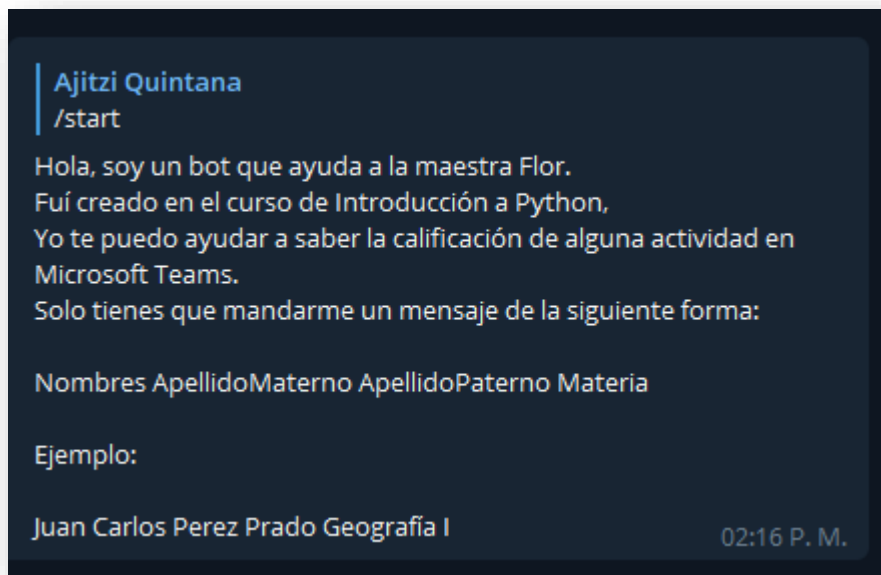 Ajitzi Quintana
/start
Hola, soy un bot que ayuda a la maestra Flor.
Fuí creado en el curso de Introducción a Python,
Yo te puedo ayudar a saber la calificación de alguna actividad en
Microsoft Teams.
Solo tienes que mandarme un mensaje de la siguiente forma:
Nombres ApellidoMaterno ApellidoPaterno Materia
Ejemplo:
Juan Carlos Perez Prado Geografía I
02:16 P. M.